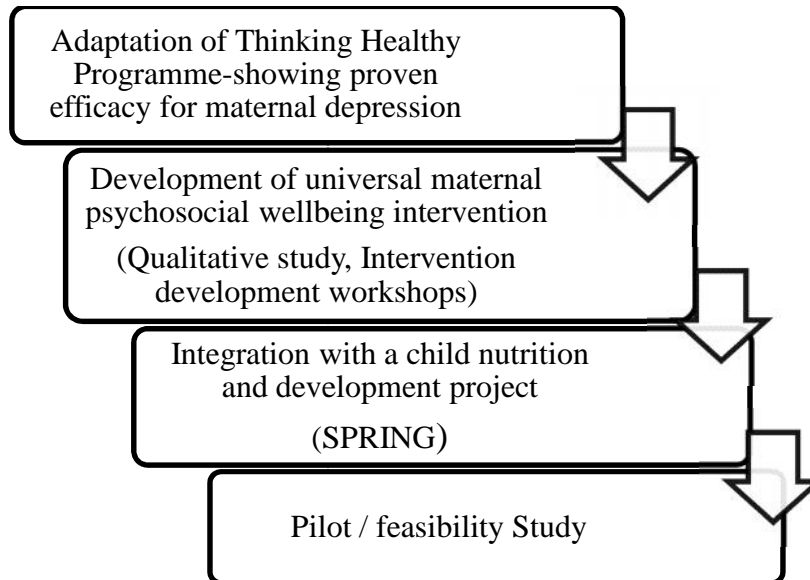 Adaptation of Thinking Healthy
Programme-showing proven
efficacy for maternal depression
Development of universal maternal
psychosocial wellbeing intervention
(Qualitative study, Intervention
development workshops)
Integration with a child nutrition
and development project
(SPRING)
Pilot / feasibility Study